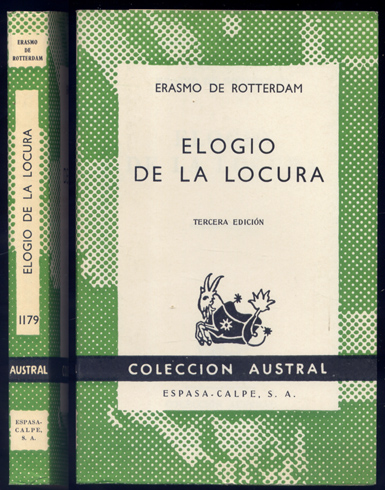 ERASMO
DE
ROTTERDAM
ELOGIO DE LA LOCURA
1179
AUSTRAL
ESPASA-
CALPE,
S. A.
ERASMO DE ROTTERDAM
ELOGIO
DE LA LOCURA
TERCERA EDICIÓN
COLECCION AUSTRAL
ESPASA-CALPE, S. A.